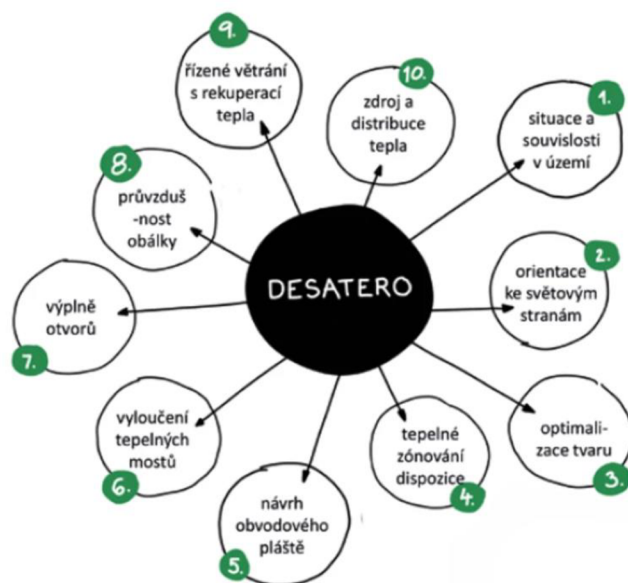 DESATERO
1.
situace a
souvislosti
v území
2.
orientace
ke světovým
stranám
3.
optimali-
zace tvaru
4.
tepelné
zónování
dispozice
5.
návrh
obvodového
pláště
6.
vyloučení
tepelných
mostů
7.
výplně
otvorů
8.
průvzduš
-nost
obálky
9.
řízené větrání
s rekuperací
tepla
10.
zdroj a
distribuce
tepla